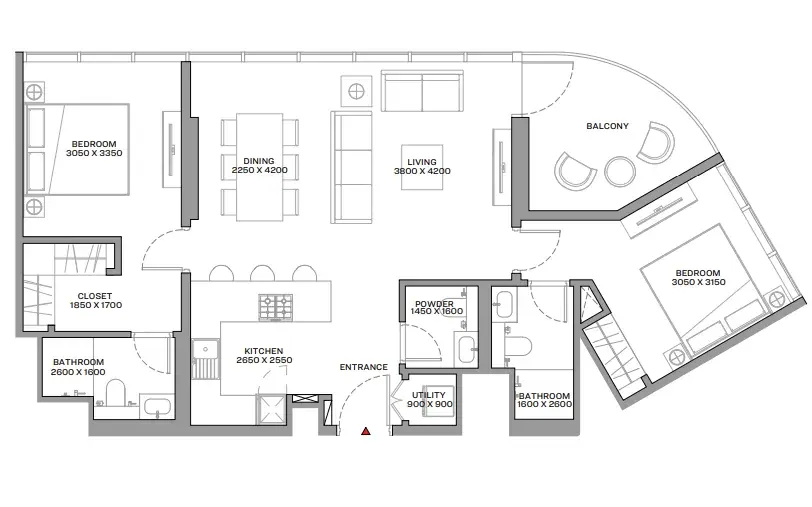 BALCONY
BEDROOM
3050 X 3350
DINING
2250 X 4200
LIVING
3800 X 4200
BEDROOM
3050 X 3150
CLOSET
1850 X 1700
POWDER
1450 X 1600
KITCHEN
2650 X 2550
BATHROOM
2600 X 1600
ENTRANCE
UTILITY
900 X 900
BATHROOM
1600 X 2600